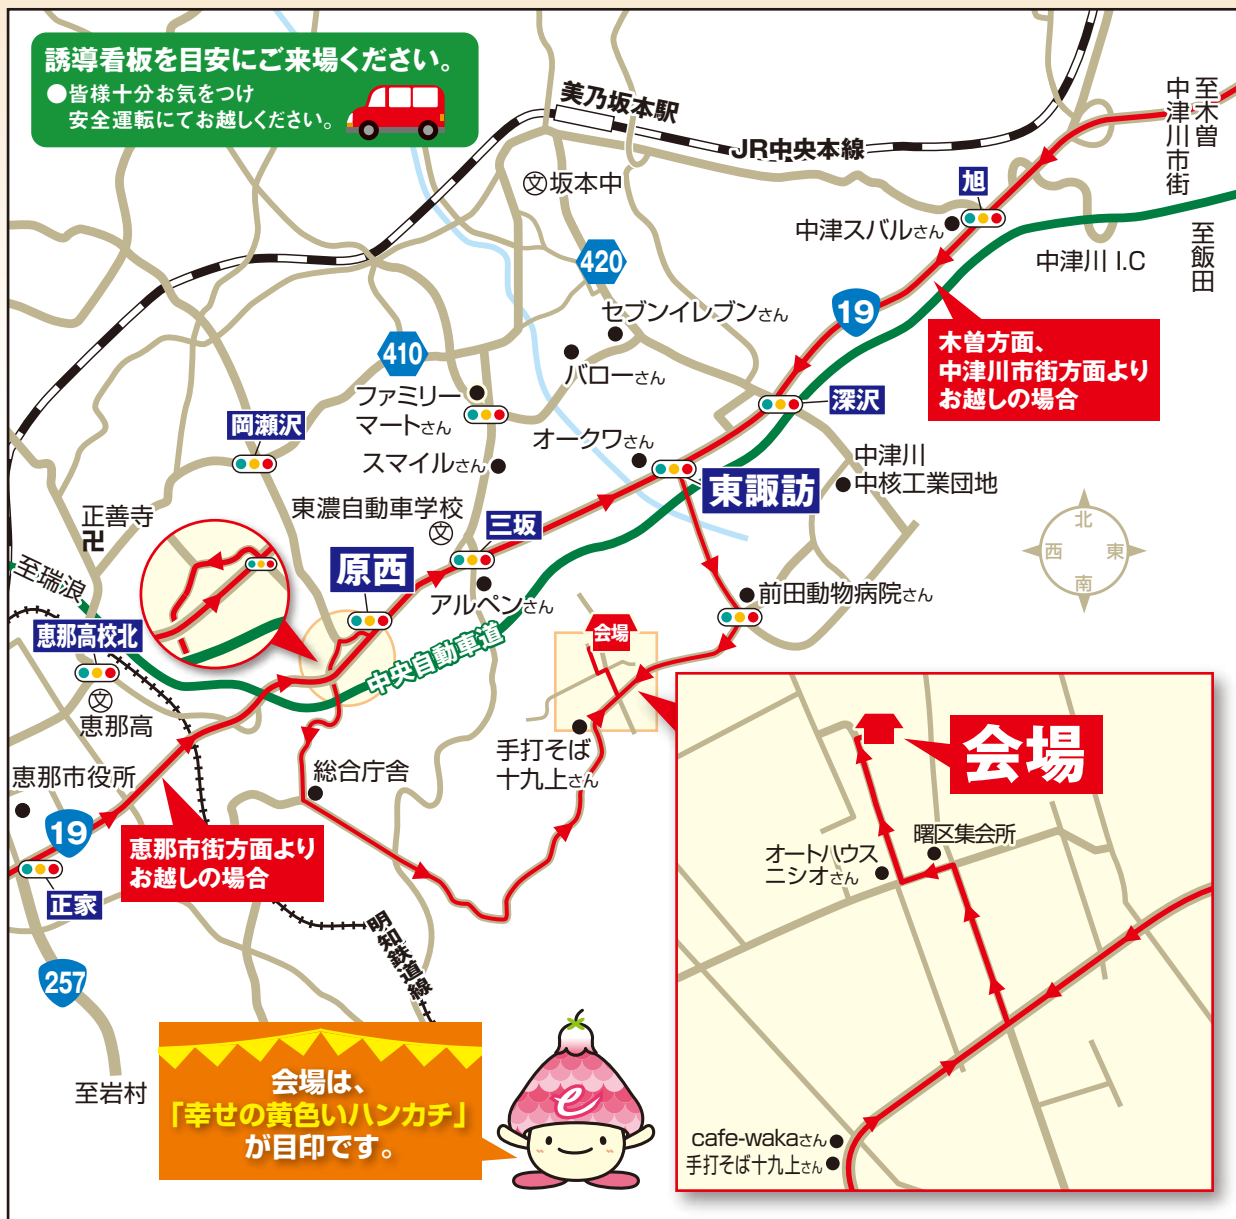 誘導看板を目安にご来場ください。
●皆様十分お気をつけ
安全運転にてお越しください。
美乃坂本駅
JR中央本線
至木曽
中津川市街
旭
坂本中
文
中津スバルさん
至飯田
中津川 I.C
420
19
セブンイレブンさん
木曽方面、
中津川市街方面より
お越しの場合
410
バローさん
ファミリー
マートさん
深沢
岡瀬沢
オークワさん
スマイルさん
中津川
中核工業団地
東諏訪
東濃自動車学校
文
正善寺
卍
三坂
北
西
東
南
原西
至瑞浪
アルペンさん
前田動物病院さん
恵那高校北
会場
中央自動車道
文
恵那高
手打そば
十九上さん
総合庁舎
恵那市役所
19
恵那市街方面より
お越しの場合
正家
明知鉄道線
257
至岩村
会場
曙区集会所
オートハウス
ニシオさん
cafe-wakaさん
手打そば十九上さん
会場は、
「幸せの黄色いハンカチ」
が目印です。
e